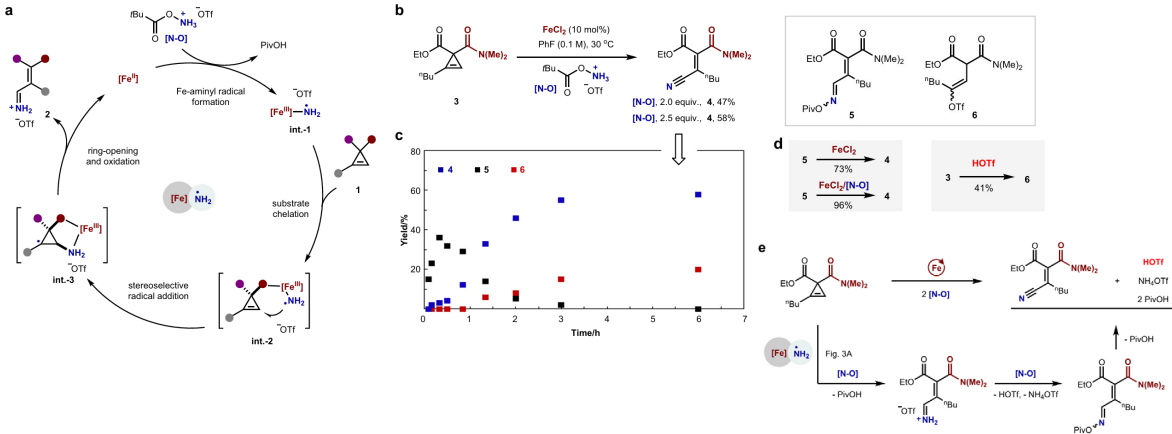 a
tBu
O
O
NH3
+
−OTf
[N-O]
PivOH
[FeII]
Fe-aminyl radical
formation
2
+
NH2
−OTf
−OTf
[FeIII]—NH2
int.-1
ring-opening
and oxidation
1
[Fe] NH2
substrate
chelation
[FeIII]
NH2
−OTf
int.-3
stereoselective
radical addition
[FeIII]
NH2
−OTf
int.-2
b
O
O
EtO
N(Me)2
nBu
3
FeCl2 (10 mol%)
PhF (0.1 M), 30 oC
tBu
O
O
NH3
+
−OTf
[N-O]
O
O
EtO
N(Me)2
nBu
N
[N-O], 2.0 equiv., 4, 47%
[N-O], 2.5 equiv., 4, 58%
O
O
EtO
N(Me)2
nBu
N
PivO
5
O
O
EtO
N(Me)2
nBu
OTf
6
c
80
60
40
20
0
Yield/%
4
5
6
0
1
2
3
4
5
6
7
Time/h
d
5 FeCl2 4
73%
5 FeCl2/[N-O] 4
96%
3 HOTf 6
41%
e
O
O
EtO
N(Me)2
nBu
Fe
2 [N-O]
O
O
EtO
N(Me)2
nBu
N
+
HOTf
NH4OTf
2 PivOH
[Fe] NH2
Fig. 3A
[N-O]
- PivOH
O
O
EtO
N(Me)2
nBu
−OTf
+
NH2
[N-O]
- HOTf, - NH4OTf
- PivOH
O
O
EtO
N(Me)2
nBu
N
PivO